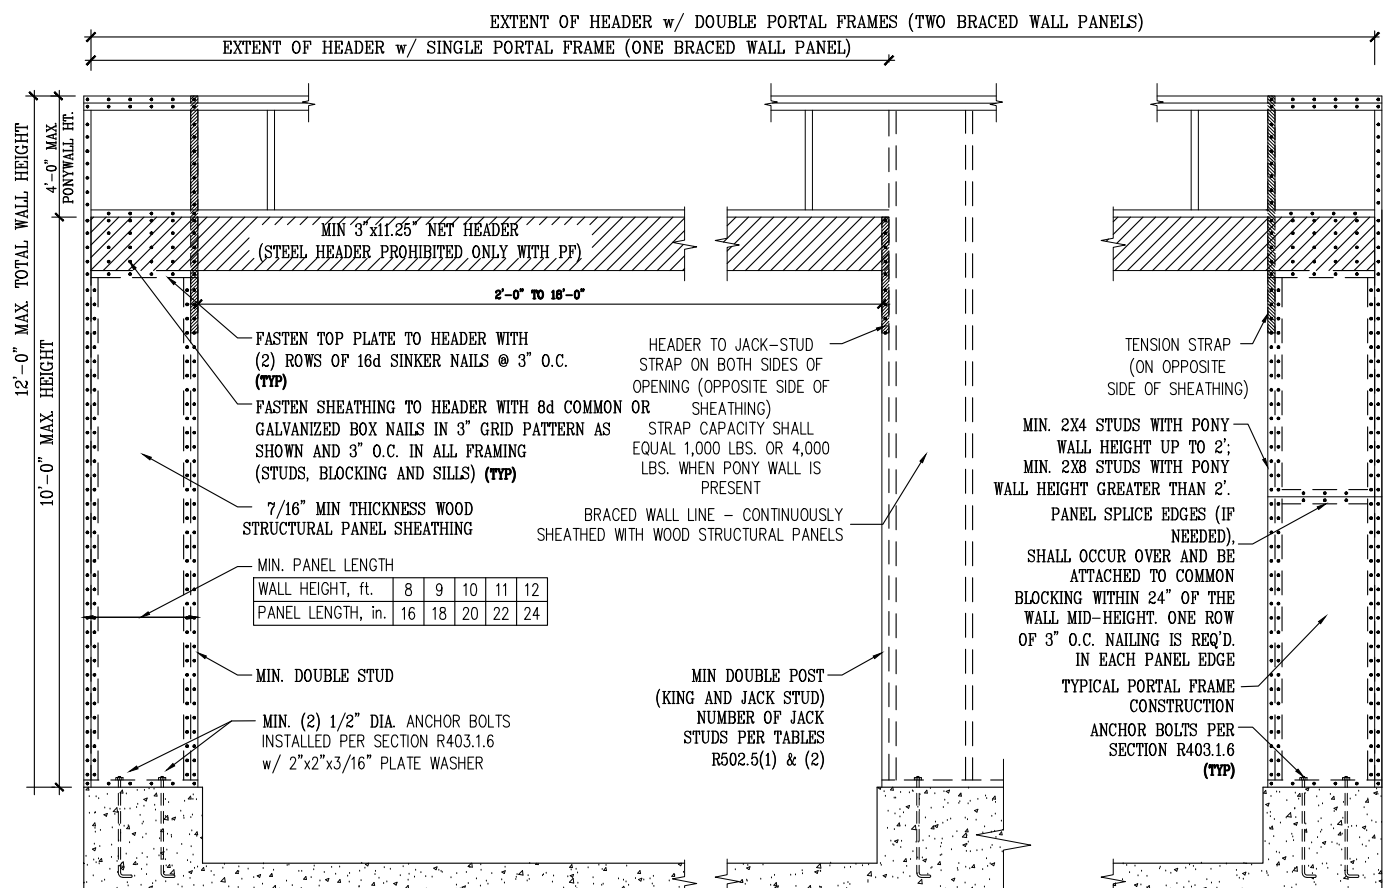 EXTENT OF HEADER w/ DOUBLE PORTAL FRAMES (TWO BRACED WALL PANELS)
EXTENT OF HEADER w/ SINGLE PORTAL FRAME (ONE BRACED WALL PANEL)
12'-0" MAX TOTAL WALL HEIGHT
4'-0" MAX
PONYWALL HT.
10'-0" MAX HEIGHT
MIN 3"x11.25" NET HEADER
(STEEL HEADER PROHIBITED ONLY WITH PF)
2'-0" TO 18'-0"
FASTEN TOP PLATE TO HEADER WITH
(2) ROWS OF 16d SINKER NAILS @ 3" O.C.
(TYP)
FASTEN SHEATHING TO HEADER WITH 8d COMMON OR
GALVANIZED BOX NAILS IN 3" GRID PATTERN AS
SHOWN AND 3" O.C. IN ALL FRAMING
(STUDS, BLOCKING AND SILLS) (TYP)
7/16" MIN THICKNESS WOOD
STRUCTURAL PANEL SHEATHING
MIN. PANEL LENGTH
WALL HEIGHT, ft. 8 9 10 11 12
PANEL LENGTH, in. 16 18 20 22 24
MIN. DOUBLE STUD
MIN. (2) 1/2" DIA. ANCHOR BOLTS
INSTALLED PER SECTION R403.1.6
w/ 2"x2"x3/16" PLATE WASHER
HEADER TO JACK-STUD
STRAP ON BOTH SIDES OF
OPENING (OPPOSITE SIDE OF
SHEATHING)
STRAP CAPACITY SHALL
EQUAL 1,000 LBS. OR 4,000
LBS. WHEN PONY WALL IS
PRESENT
BRACED WALL LINE - CONTINUOUSLY
SHEATHED WITH WOOD STRUCTURAL PANELS
MIN DOUBLE POST
(KING AND JACK STUD)
NUMBER OF JACK
STUDS PER TABLES
R502.5(1) & (2)
TENSION STRAP
(ON OPPOSITE
SIDE OF SHEATHING)
MIN. 2X4 STUDS WITH PONY
WALL HEIGHT UP TO 2';
MIN. 2X8 STUDS WITH PONY
WALL HEIGHT GREATER THAN 2'.
PANEL SPLICE EDGES (IF
NEEDED),
SHALL OCCUR OVER AND BE
ATTACHED TO COMMON
BLOCKING WITHIN 24" OF THE
WALL MID-HEIGHT. ONE ROW
OF 3" O.C. NAILING IS REQ'D.
IN EACH PANEL EDGE
TYPICAL PORTAL FRAME
CONSTRUCTION
ANCHOR BOLTS PER
SECTION R403.1.6
(TYP)